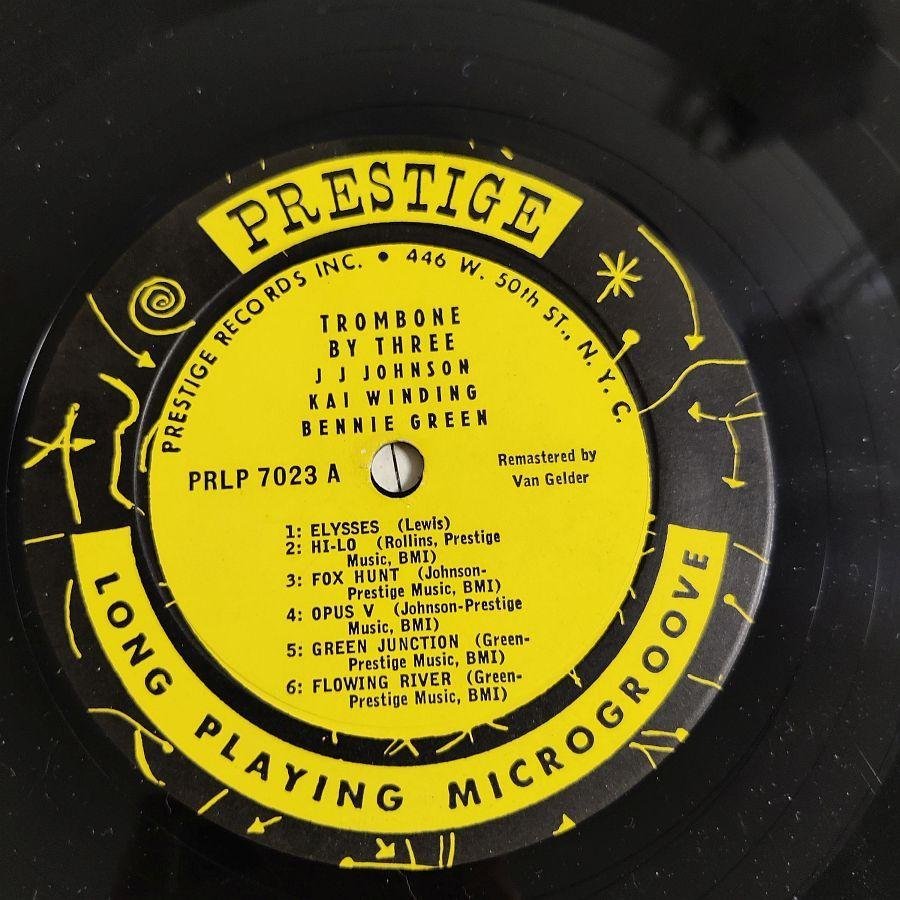 PRESTIGE
PRESTIGE RECORDS INC. • 446 W. 50th ST., N.Y.C.
TROMBONE
BY THREE
J J JOHNSON
KAI WINDING
BENNIE GREEN
PRLP 7023 A
Remastered by
Van Gelder
1: ELYSSES (Lewis)
2: HI-LO (Rollins, Prestige
Music, BMI)
3: FOX HUNT (Johnson-
Prestige Music, BMI)
4: OPUS V (Johnson-Prestige
Music, BMI)
5: GREEN JUNCTION (Green-
Prestige Music, BMI)
6: FLOWING RIVER (Green-
Prestige Music, BMI)
LONG PLAYING MICROGROOVE